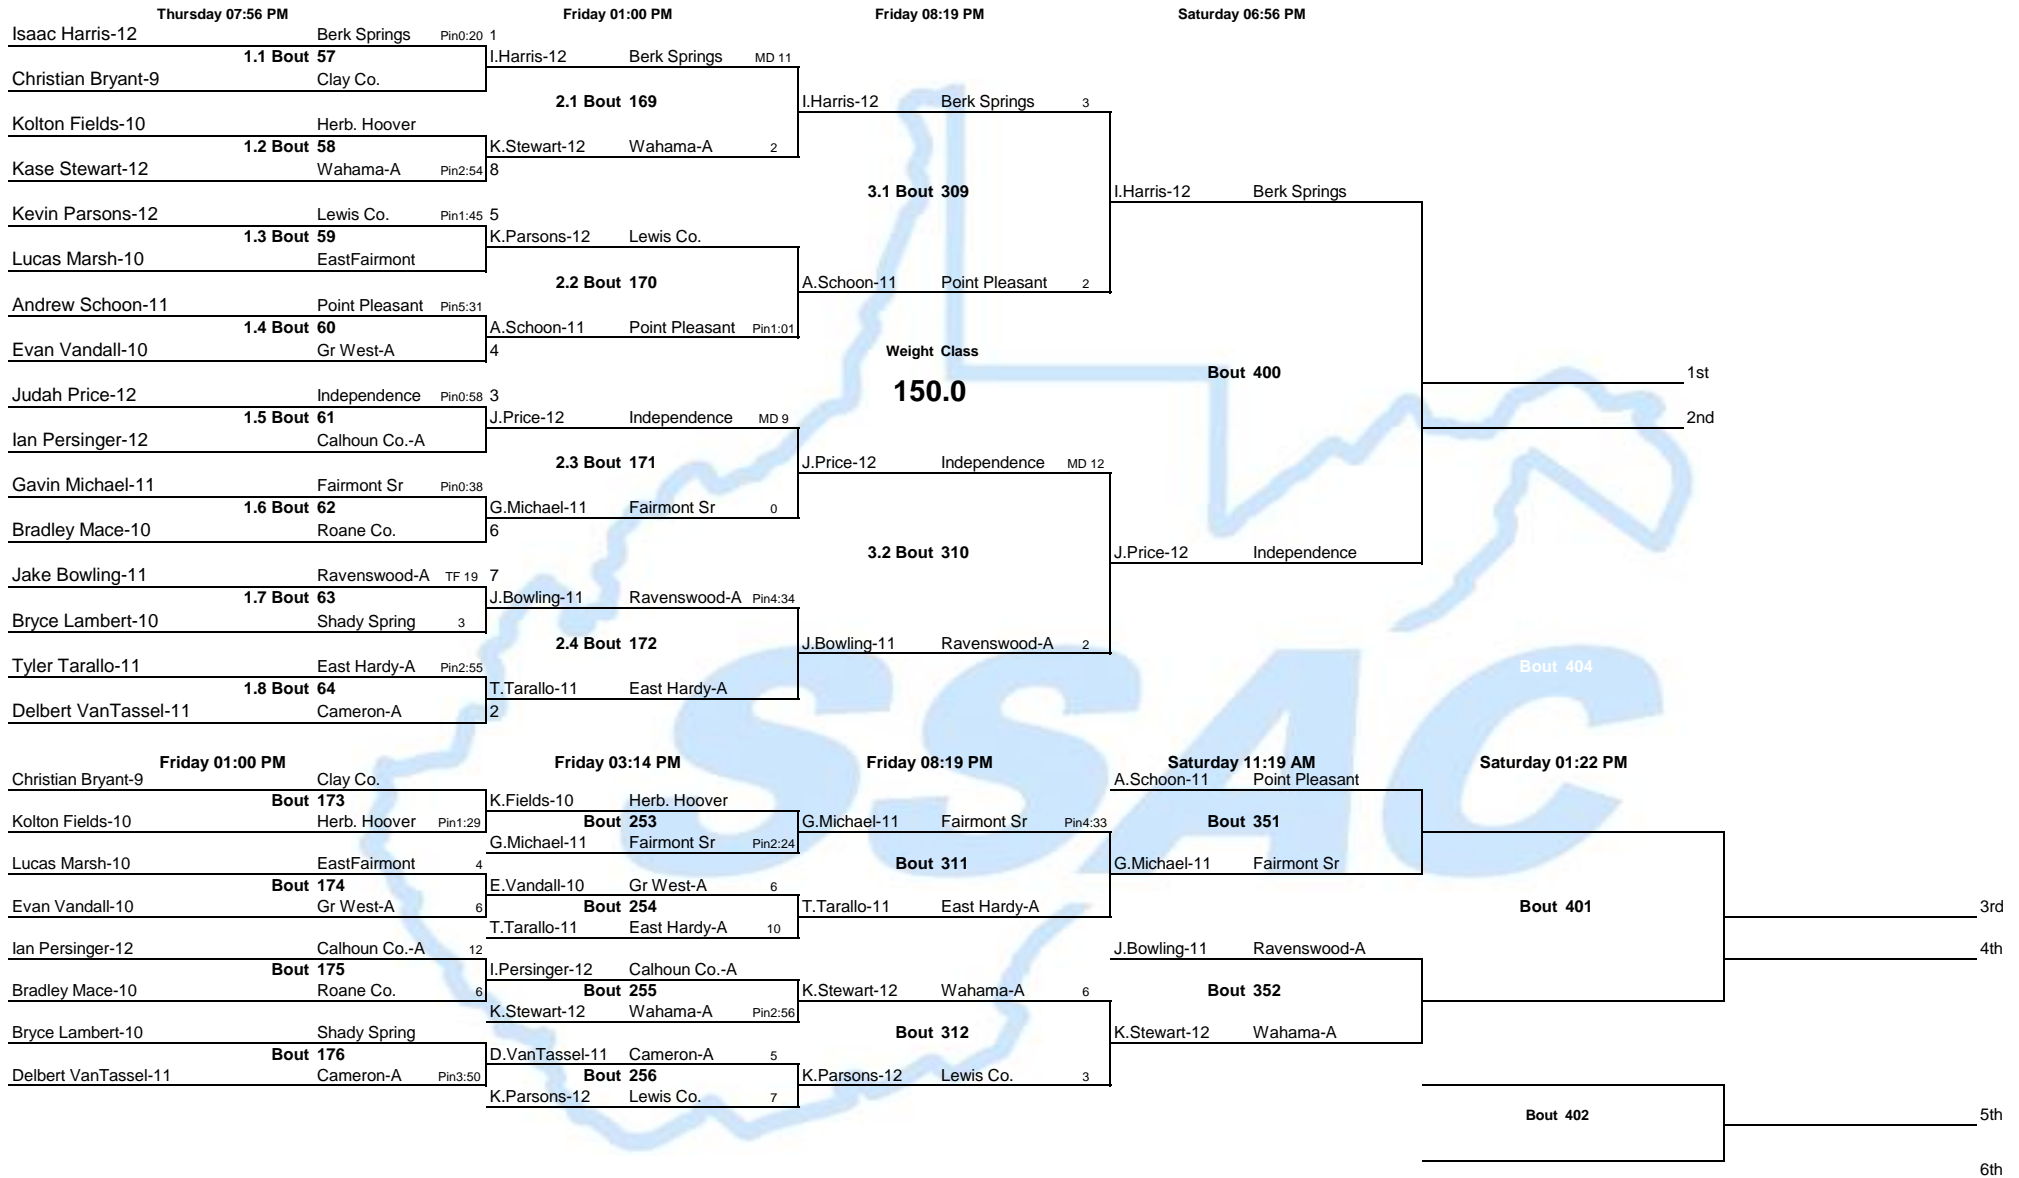 Thursday 07:56 PM Friday 01:00 PM Friday 08:19 PM Saturday 06:56 PM
Isaac Harris-12 Berk Springs Pin0:20 1
1.1 Bout 57 I.Harris-12 Berk Springs MD 11
Christian Bryant-9 Clay Co.
2.1 Bout 169 I.Harris-12 Berk Springs 3
Kolton Fields-10 Herb. Hoover
1.2 Bout 58 K.Stewart-12 Wahama-A 2
Kase Stewart-12 Wahama-A Pin2:54 8
3.1 Bout 309 I.Harris-12 Berk Springs
Kevin Parsons-12 Lewis Co. Pin1:45 5
1.3 Bout 59 K.Parsons-12 Lewis Co.
Lucas Marsh-10 EastFairmont
2.2 Bout 170 A.Schoon-11 Point Pleasant 2
Andrew Schoon-11 Point Pleasant Pin5:31
1.4 Bout 60 A.Schoon-11 Point Pleasant Pin1:01
Evan Vandall-10 Gr West-A 4 Weight Class
Bout 400 1st
Judah Price-12 Independence Pin0:58 3 150.0
1.5 Bout 61 J.Price-12 Independence MD 9 2nd
Ian Persinger-12 Calhoun Co.-A
2.3 Bout 171 J.Price-12 Independence MD 12
Gavin Michael-11 Fairmont Sr Pin0:38
1.6 Bout 62 G.Michael-11 Fairmont Sr 0
Bradley Mace-10 Roane Co. 6
3.2 Bout 310 J.Price-12 Independence
Jake Bowling-11 Ravenswood-A TF 19 7
1.7 Bout 63 J.Bowling-11 Ravenswood-A Pin4:34
Bryce Lambert-10 Shady Spring 3
2.4 Bout 172 J.Bowling-11 Ravenswood-A 2
Tyler Tarallo-11 East Hardy-A Pin2:55 Bout 404
1.8 Bout 64 T.Tarallo-11 East Hardy-A
Delbert VanTassel-11 Cameron-A 2
SSAC
Friday 01:00 PM Friday 03:14 PM Friday 08:19 PM Saturday 11:19 AM Saturday 01:22 PM
Christian Bryant-9 Clay Co. A.Schoon-11 Point Pleasant
Bout 173 K.Fields-10 Herb. Hoover
Kolton Fields-10 Herb. Hoover Pin1:29 Bout 253 G.Michael-11 Fairmont Sr Pin4:33 Bout 351
G.Michael-11 Fairmont Sr Pin2:24
Lucas Marsh-10 EastFairmont 4 Bout 311 G.Michael-11 Fairmont Sr
Bout 174 E.Vandall-10 Gr West-A 6
Evan Vandall-10 Gr West-A 6 Bout 254 T.Tarallo-11 East Hardy-A Bout 401 3rd
T.Tarallo-11 East Hardy-A 10
Ian Persinger-12 Calhoun Co.-A 12 J.Bowling-11 Ravenswood-A 4th
Bout 175 I.Persinger-12 Calhoun Co.-A
Bradley Mace-10 Roane Co. 6 Bout 255 K.Stewart-12 Wahama-A 6 Bout 352
K.Stewart-12 Wahama-A Pin2:56
Bryce Lambert-10 Shady Spring Bout 312 K.Stewart-12 Wahama-A
Bout 176 D.VanTassel-11 Cameron-A 5
Delbert VanTassel-11 Cameron-A Pin3:50 Bout 256 K.Parsons-12 Lewis Co. 3
K.Parsons-12 Lewis Co. 7
Bout 402 5th
6th